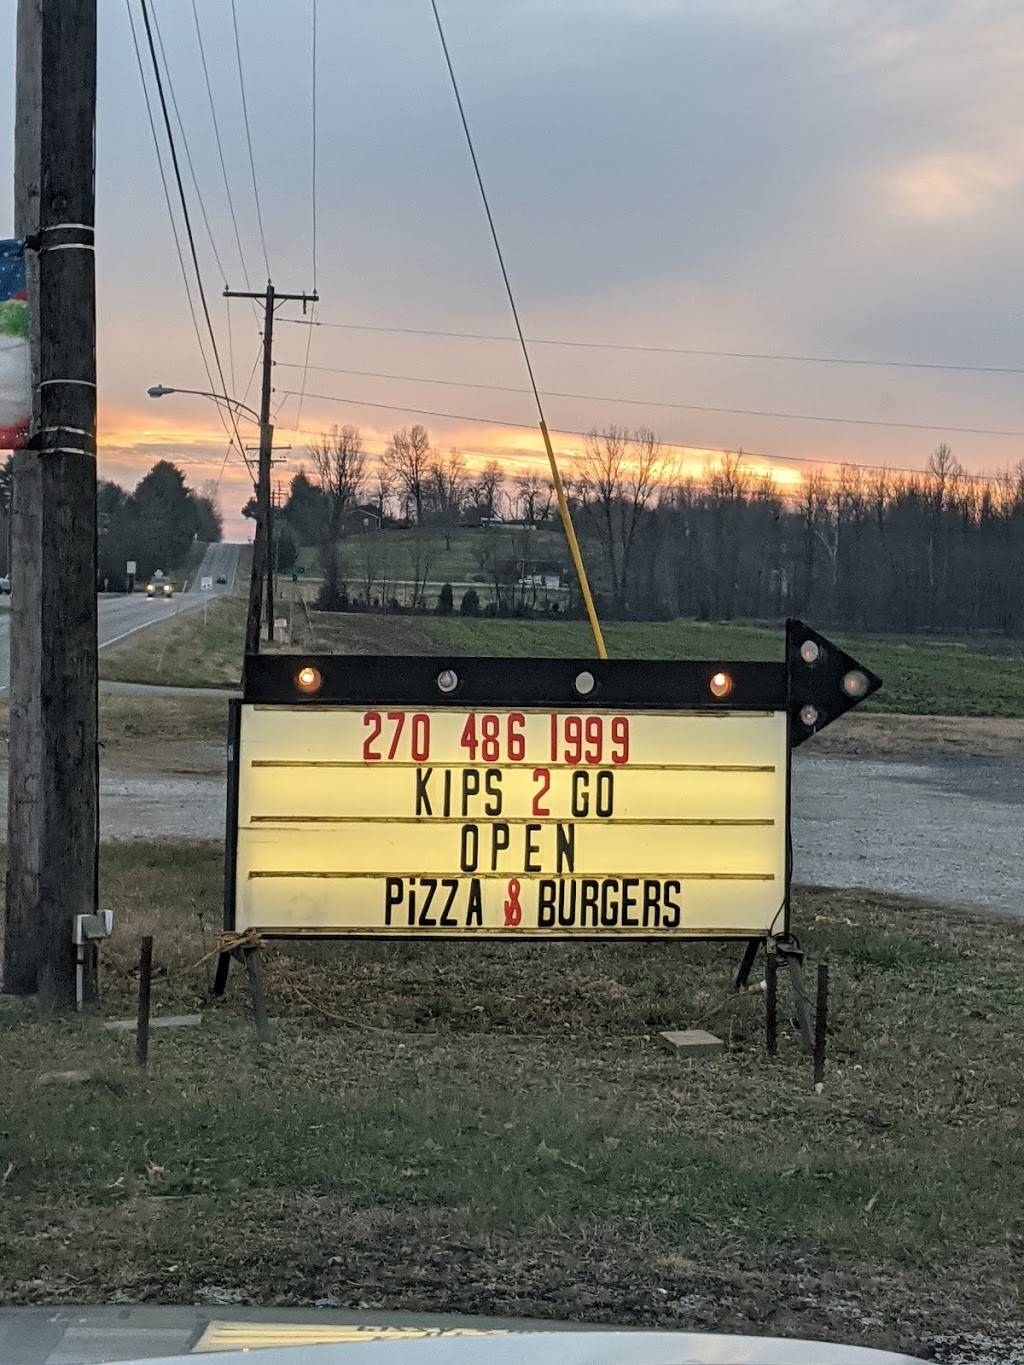 270 486 1999
KIPS 2 GO
OPEN
PiZZA & BURGERS